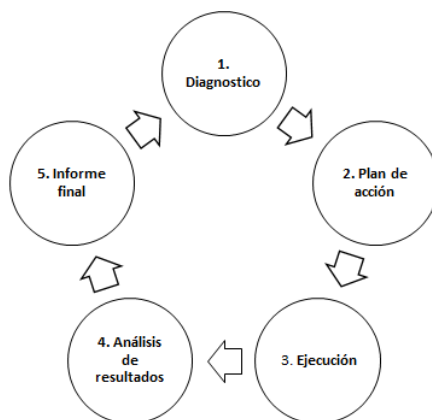 1.
Diagnostico
2. Plan de
acción
3. Ejecución
4. Análisis
de
resultados
5. Informe
final